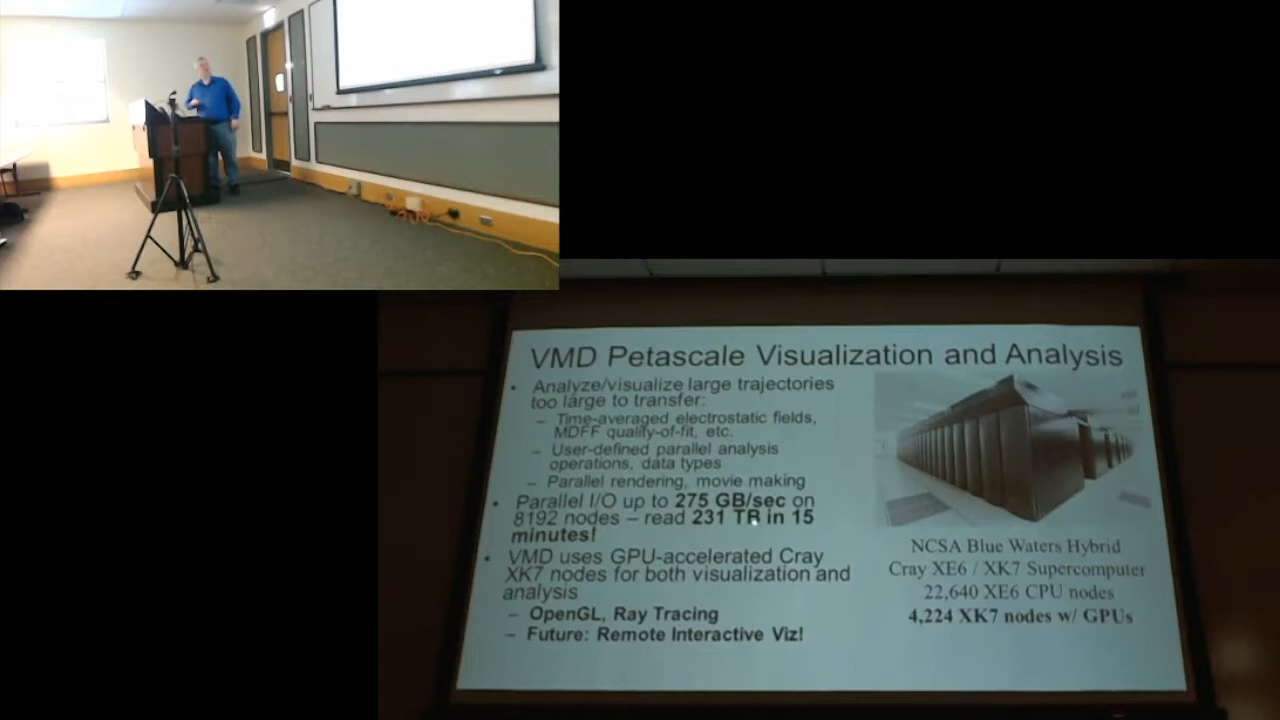 VMD Petascale Visualization and Analysis
• Analyze/visualize large trajectories
too large to transfer:
– Time-averaged electrostatic fields,
MDFF quality-of-fit, etc.
– User-defined parallel analysis
operations, data types
– Parallel rendering, movie making
• Parallel I/O up to 275 GB/sec on
8192 nodes – read 231 TB in 15
minutes!
• VMD uses GPU-accelerated Cray
XK7 nodes for both visualization and
analysis
– OpenGL, Ray Tracing
– Future: Remote Interactive Viz!
NCSA Blue Waters Hybrid
Cray XE6 / XK7 Supercomputer
22,640 XE6 CPU nodes
4,224 XK7 nodes w/ GPUs